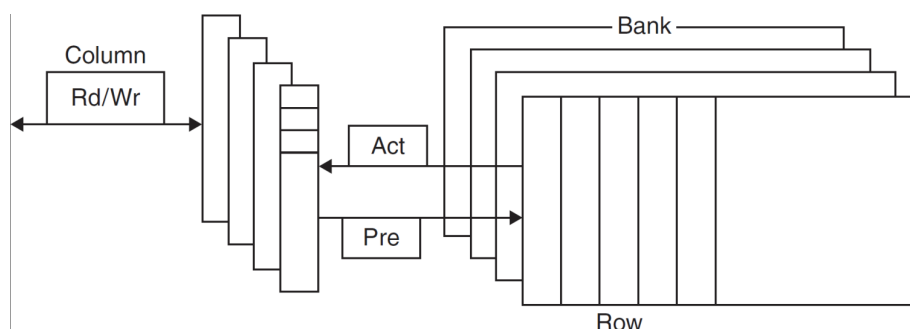 Column
Rd/Wr
Act
Pre
Bank
Row